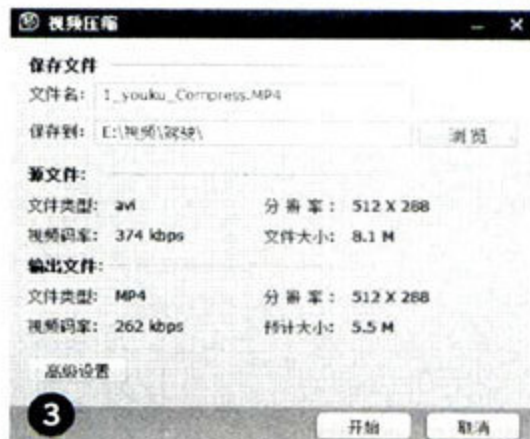 视频压缩
保存文件
文件名: 1_youku_Compress.MP4
保存到: E:\视频\驾驶\ 浏览
源文件:
文件类型: avi 分辨率: 512 X 288
视频码率: 374 kbps 文件大小: 8.1 M
输出文件:
文件类型: MP4 分辨率: 512 X 288
视频码率: 262 kbps 预计大小: 5.5 M
高级设置
3
开始 取消